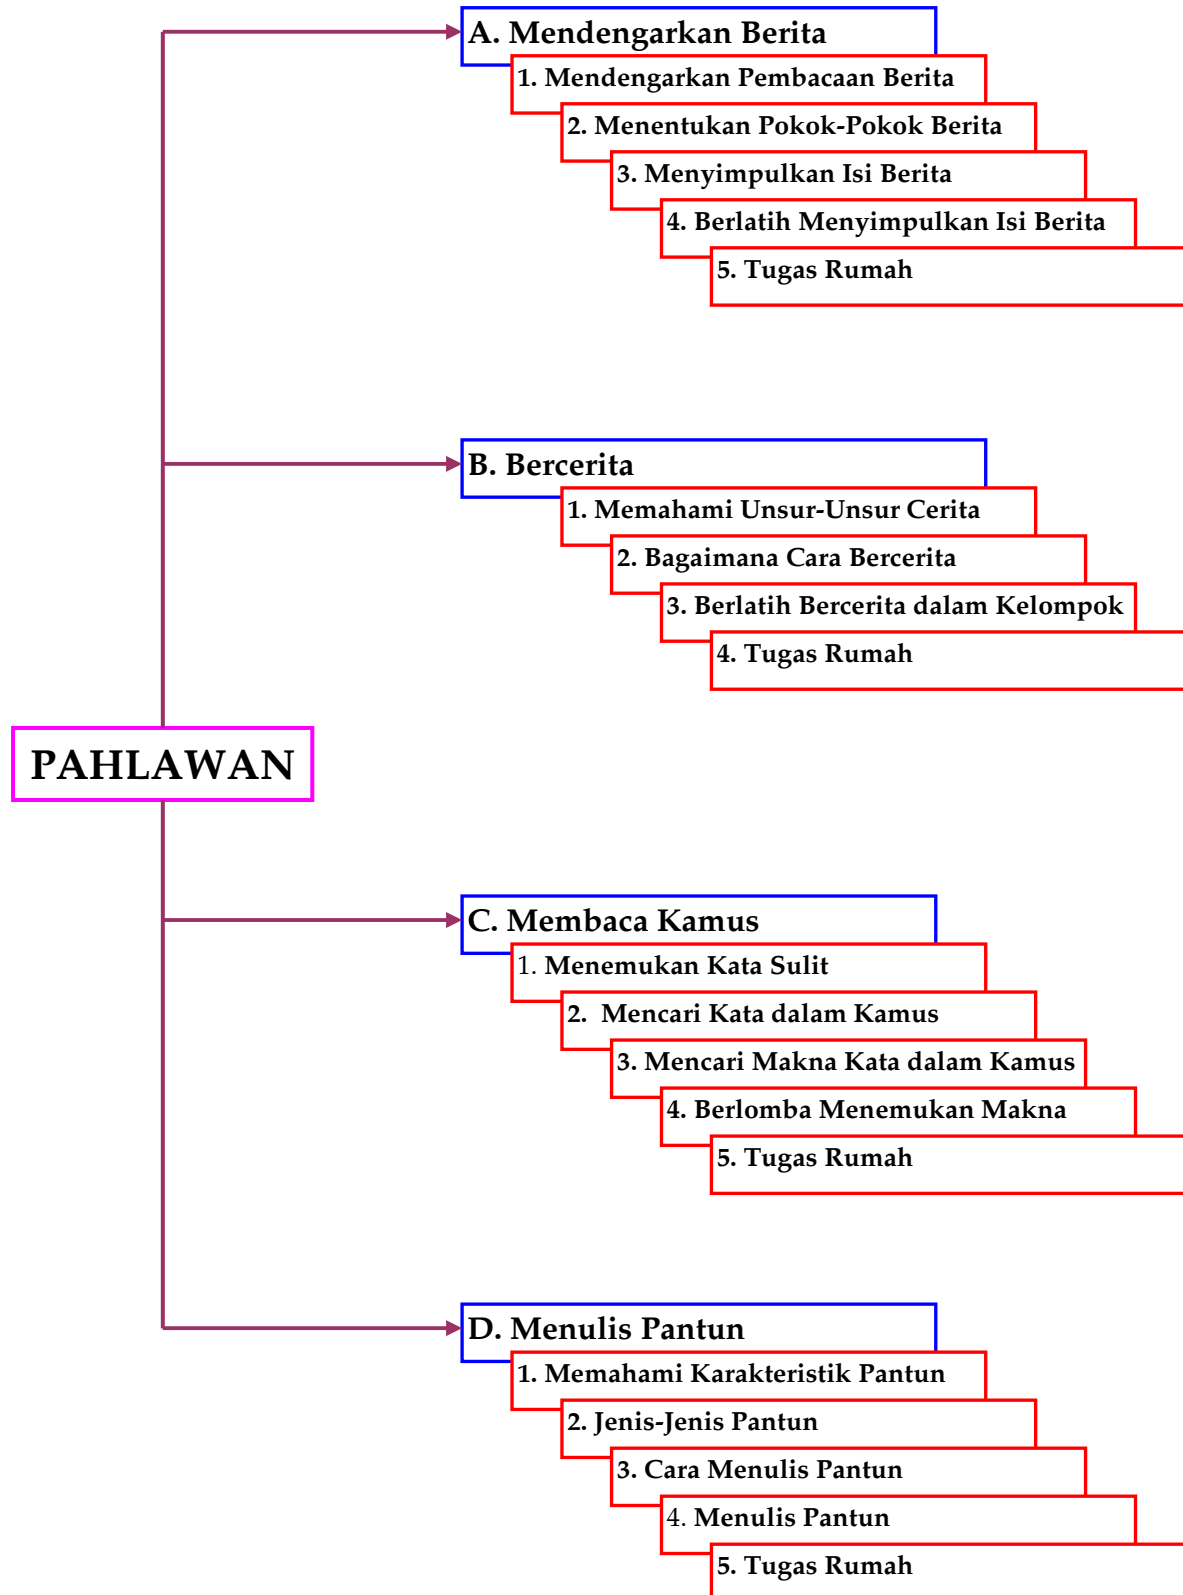 A. Mendengarkan Berita
1. Mendengarkan Pembacaan Berita
2. Menentukan Pokok-Pokok Berita
3. Menyimpulkan Isi Berita
4. Berlatih Menyimpulkan Isi Berita
5. Tugas Rumah
B. Bercerita
1. Memahami Unsur-Unsur Cerita
2. Bagaimana Cara Bercerita
3. Berlatih Bercerita dalam Kelompok
4. Tugas Rumah
PAHLAWAN
C. Membaca Kamus
1. Menemukan Kata Sulit
2. Mencari Kata dalam Kamus
3. Mencari Makna Kata dalam Kamus
4. Berlomba Menemukan Makna
5. Tugas Rumah
D. Menulis Pantun
1. Memahami Karakteristik Pantun
2. Jenis-Jenis Pantun
3. Cara Menulis Pantun
4. Menulis Pantun
5. Tugas Rumah